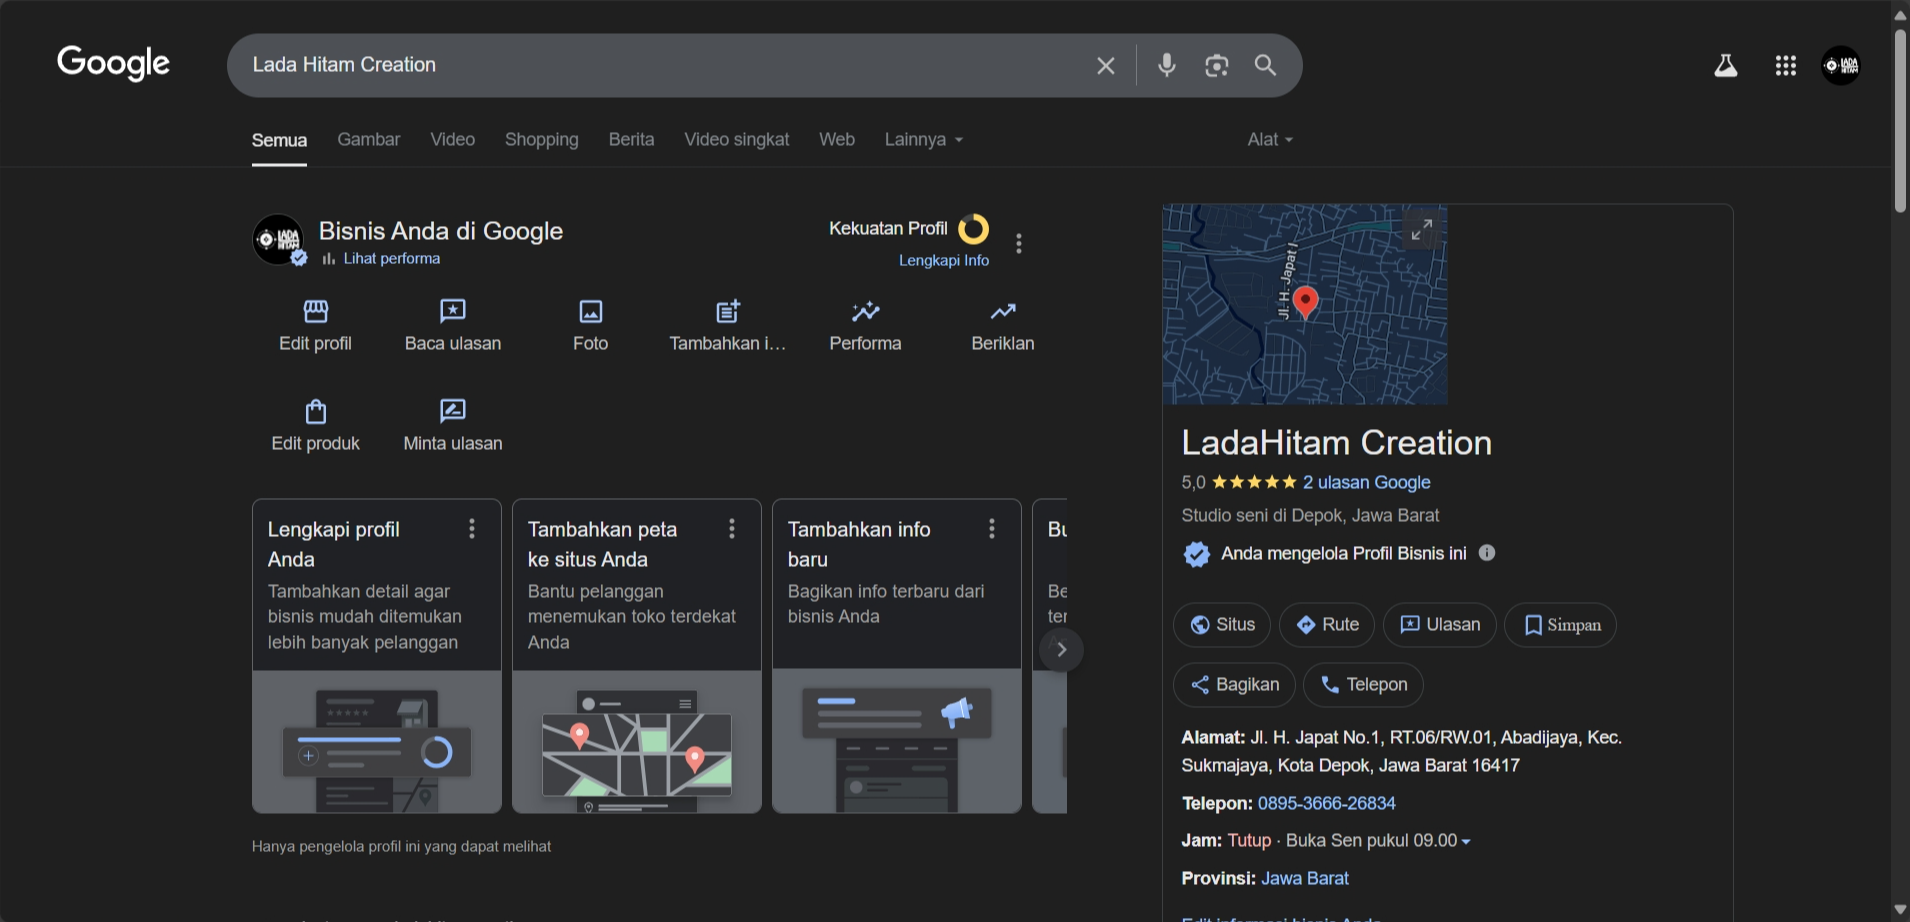 Google
Lada Hitam Creation
LADA
HITAM
Semua
Gambar
Video
Shopping
Berita
Video singkat
Web
Lainnya
Alat
LADA
HITAM
Bisnis Anda di Google
Lihat performa
Kekuatan Profil
Lengkapi Info
Edit profil
Baca ulasan
Foto
Tambahkan i...
Performa
Beriklan
Edit produk
Minta ulasan
Lengkapi profil
Anda
Tambahkan detail agar
bisnis mudah ditemukan
lebih banyak pelanggan
Tambahkan peta
ke situs Anda
Bantu pelanggan
menemukan toko terdekat
Anda
Tambahkan info
baru
Bagikan info terbaru dari
bisnis Anda
Hanya pengelola profil ini yang dapat melihat
Jl. H. Japat I
LadaHitam Creation
5,0 2 ulasan Google
Studio seni di Depok, Jawa Barat
Anda mengelola Profil Bisnis ini
Situs
Rute
Ulasan
Simpan
Bagikan
Telepon
Alamat: Jl. H. Japat No.1, RT.06/RW.01, Abadijaya, Kec.
Sukmajaya, Kota Depok, Jawa Barat 16417
Telepon: 0895-3666-26834
Jam: Tutup · Buka Sen pukul 09.00
Provinsi: Jawa Barat